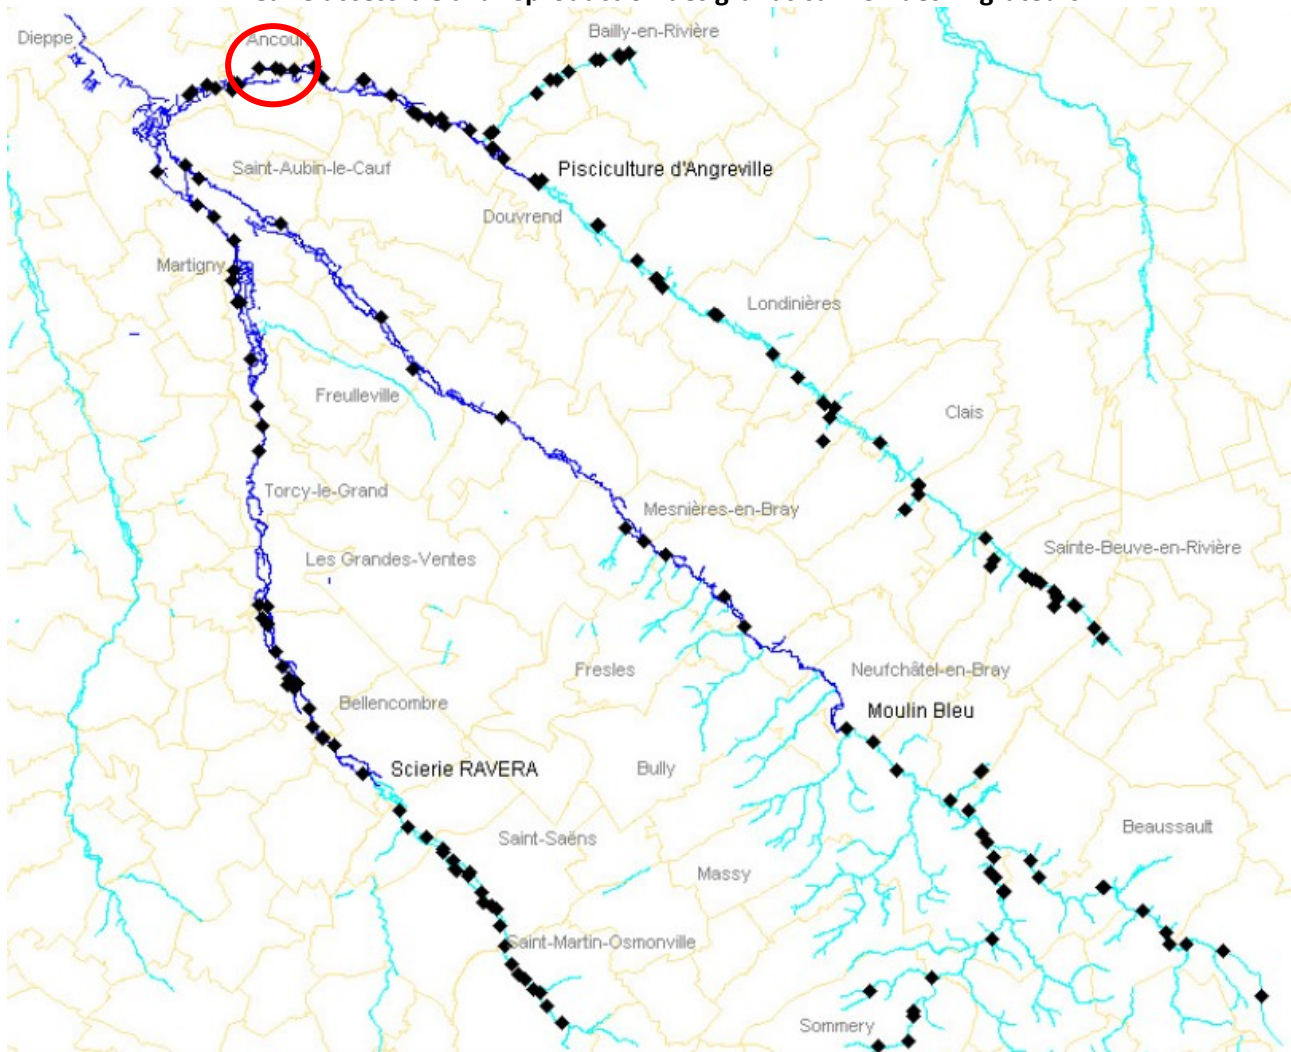 Dieppe
Ancourt
Bailly-en-Rivière
Saint-Aubin-le-Cauf
Pisciculture d'Angreville
Douvrend
Martigny
Londinières
Freulleville
Clais
Torcy-le-Grand
Mesnières-en-Bray
Sainte-Beuve-en-Rivière
Les Grandes-Ventes
Fresles
Neufchâtel-en-Bray
Bellencombre
Moulin Bleu
Scierie RAVERA
Bully
Beaussault
Saint-Saëns
Massy
Saint-Martin-Osmonville
Sommery